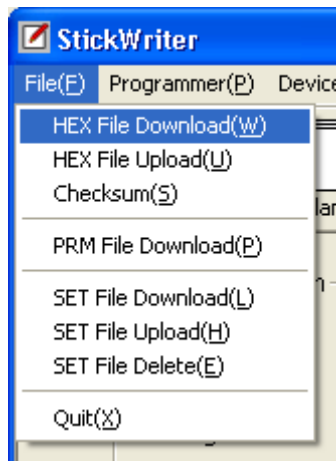 StickWriter
File(F) Programmer(P) Device
HEX File Download(W)
HEX File Upload(U)
Checksum(S)
PRM File Download(P)
SET File Download(L)
SET File Upload(H)
SET File Delete(E)
Quit(X)